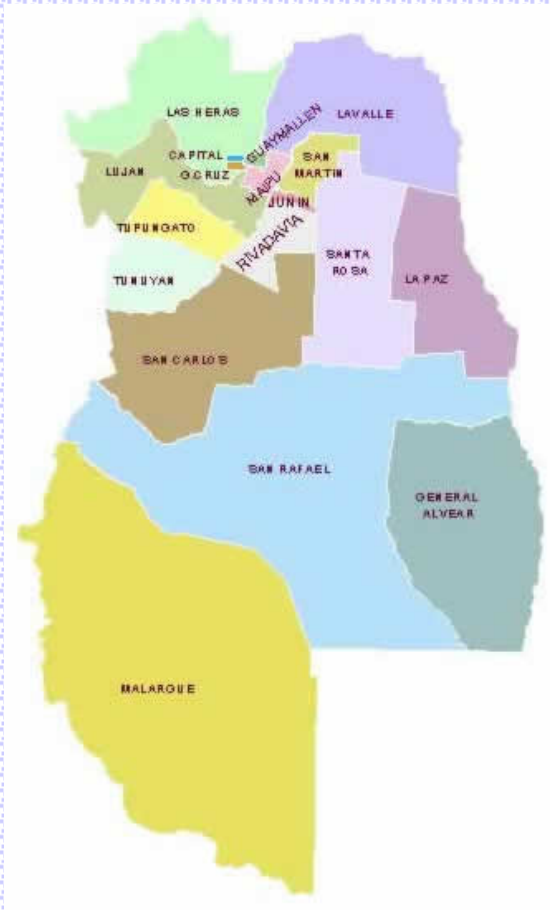 LAS HERAS
LAVALLE
GUAYMALLEN
CAPITAL
SAN
MARTIN
LUJAN
G.CRUZ
MAIPU
JUNIN
TUPUNGATO
RIVADAVIA
SANTA
ROSA
TUNUYAN
LA PAZ
SAN CARLOS
SAN RAFAEL
GENERAL
ALVEAR
MALARGUE